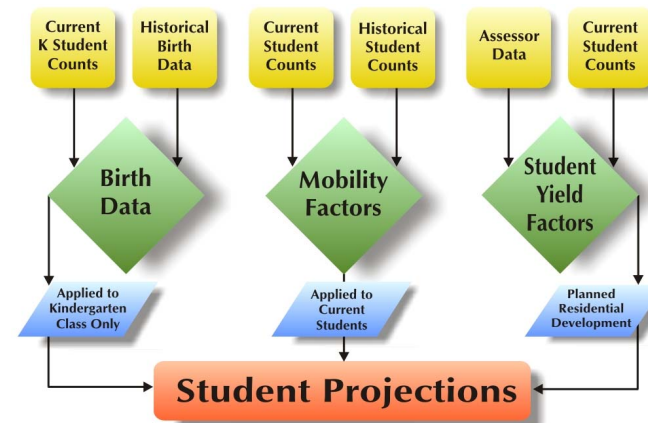 Current
K Student
Counts
Historical
Birth
Data
Current
Student
Counts
Historical
Student
Counts
Assessor
Data
Current
Student
Counts
Birth
Data
Mobility
Factors
Student
Yield
Factors
Applied to
Kindergarten
Class Only
Applied to
Current
Students
Planned
Residential
Development
Student Projections